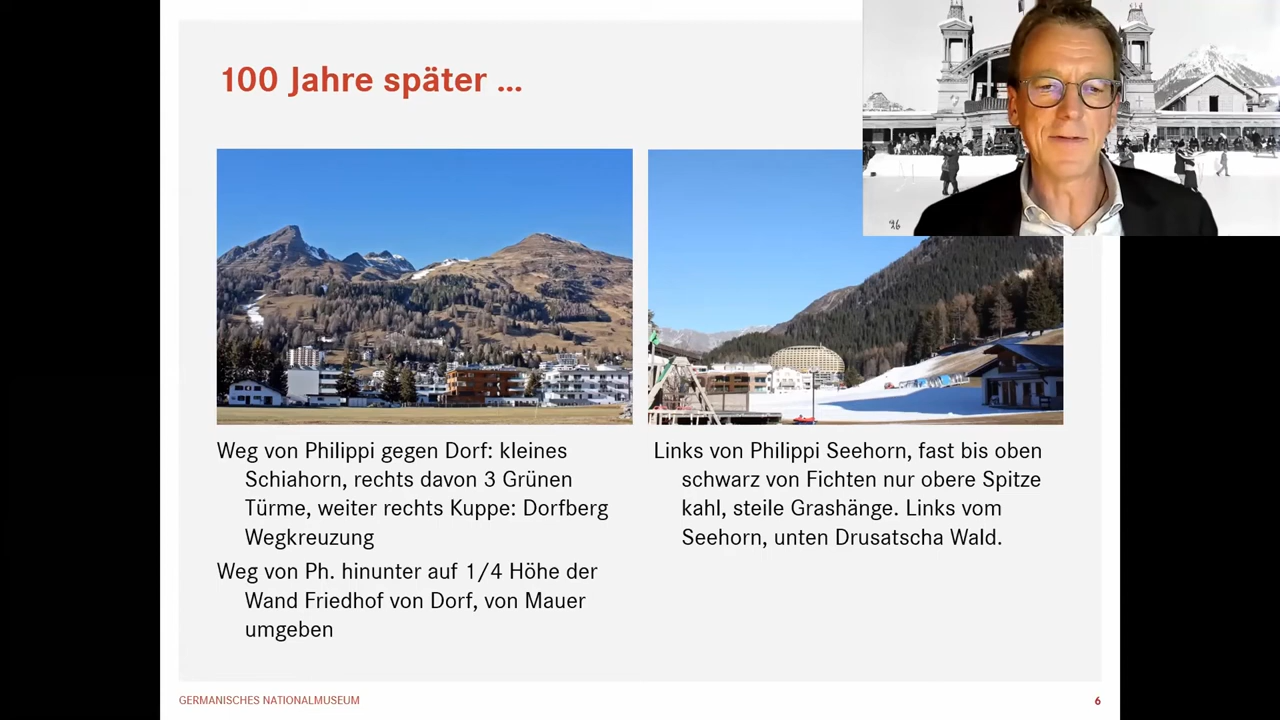 100 Jahre später ...
Weg von Philippi gegen Dorf: kleines
Schiahorn, rechts davon 3 Grünen
Türme, weiter rechts Kuppe: Dorfberg
Wegkreuzung
Weg von Ph. hinunter auf 1/4 Höhe der
Wand Friedhof von Dorf, von Mauer
umgeben
Links von Philippi Seehorn, fast bis oben
schwarz von Fichten nur obere Spitze
kahl, steile Grashänge. Links vom
Seehorn, unten Drusatscha Wald.
96
GERMANISCHES NATIONALMUSEUM
6